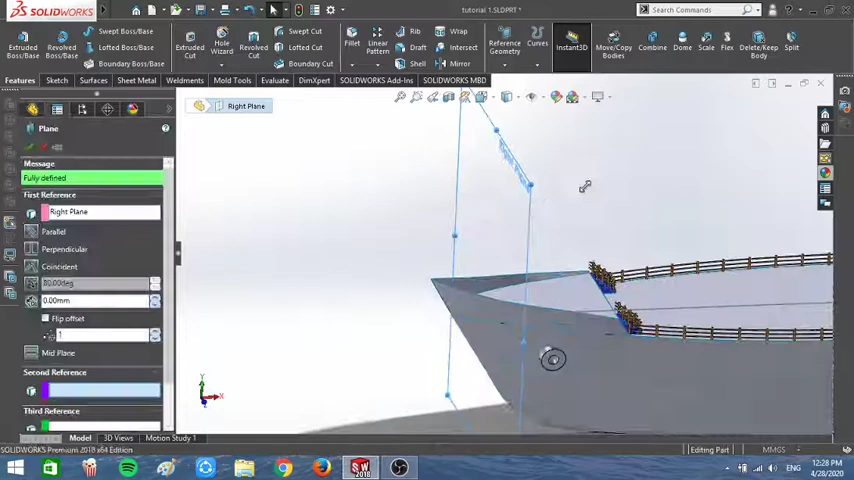 SOLIDWORKS
tutorial 1.SLDPRT *
Search Commands
Extruded Boss/Base
Revolved Boss/Base
Swept Boss/Base
Lofted Boss/Base
Boundary Boss/Base
Extruded Cut
Hole Wizard
Revolved Cut
Swept Cut
Lofted Cut
Boundary Cut
Fillet
Linear Pattern
Rib
Draft
Shell
Wrap
Intersect
Mirror
Reference Geometry
Curves
Instant3D
Move/Copy Bodies
Combine
Dome
Scale
Flex
Delete/Keep Body
Split
Features
Sketch
Surfaces
Sheet Metal
Weldments
Mold Tools
Evaluate
DimXpert
SOLIDWORKS Add-Ins
SOLIDWORKS MBD
Right Plane
Plane
Message
Fully defined
First Reference
Right Plane
Parallel
Perpendicular
Coincident
80.00deg
0.00mm
Flip offset
1
Mid Plane
Second Reference
Third Reference
Y
X
Z
Model
3D Views
Motion Study 1
SOLIDWORKS Premium 2018 x64 Edition
Editing Part
MMGS
SW
2018
ENG
12:28 PM
4/28/2020